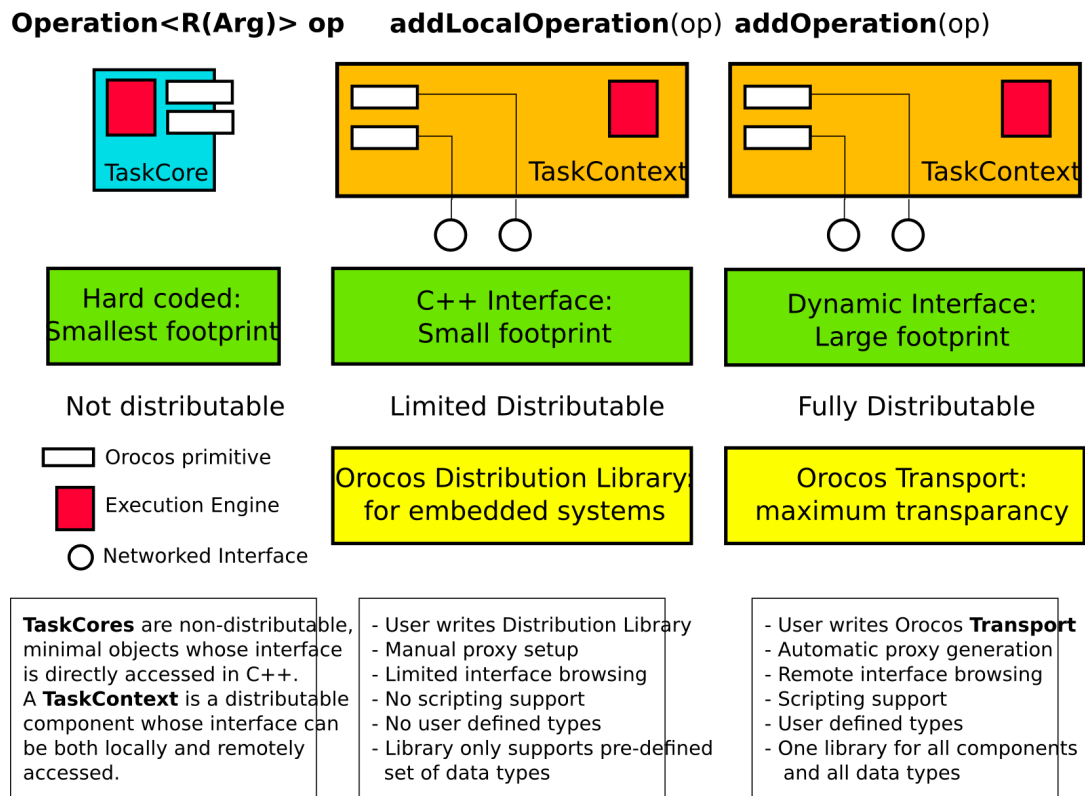 Operation<R(Arg)> op
addLocalOperation(op)
addOperation(op)
TaskCore
TaskContext
TaskContext
Hard coded:
Smallest footprint
C++ Interface:
Small footprint
Dynamic Interface:
Large footprint
Not distributable
Limited Distributable
Fully Distributable
Orocos primitive
Execution Engine
Networked Interface
Orocos Distribution Library:
for embedded systems
Orocos Transport:
maximum transparancy
TaskCores are non-distributable,
minimal objects whose interface
is directly accessed in C++.
A TaskContext is a distributable
component whose interface can
be both locally and remotely
accessed.
- User writes Distribution Library
- Manual proxy setup
- Limited interface browsing
- No scripting support
- No user defined types
- Library only supports pre-defined
set of data types
- User writes Orocos Transport
- Automatic proxy generation
- Remote interface browsing
- Scripting support
- User defined types
- One library for all components
and all data types